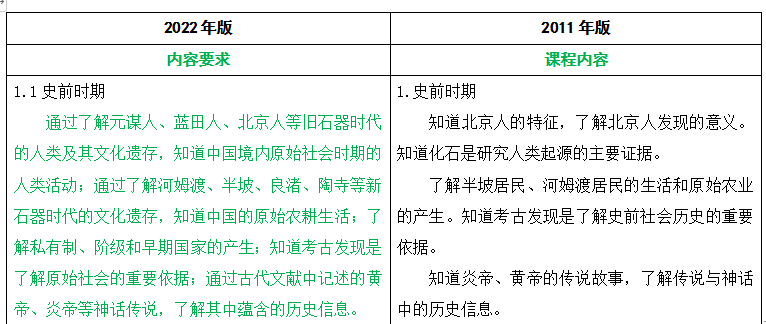 2022年版
2011年版
内容要求
课程内容
1.1史前时期
通过了解元谋人、蓝田人、北京人等旧石器时代
的人类及其文化遗存，知道中国境内原始社会时期的
人类活动；通过了解河姆渡、半坡、良渚、陶寺等新
石器时代的文化遗存，知道中国的原始农耕生活；了
解私有制、阶级和早期国家的产生；知道考古发现是
了解原始社会的重要依据；通过古代文献中记述的黄
帝、炎帝等神话传说，了解其中蕴含的历史信息。
1.史前时期
知道北京人的特征，了解北京人发现的意义。
知道化石是研究人类起源的主要证据。
了解半坡居民、河姆渡居民的生活和原始农业
的产生。知道考古发现是了解史前社会历史的重要
依据。
知道炎帝、黄帝的传说故事，了解传说与神话
中的历史信息。